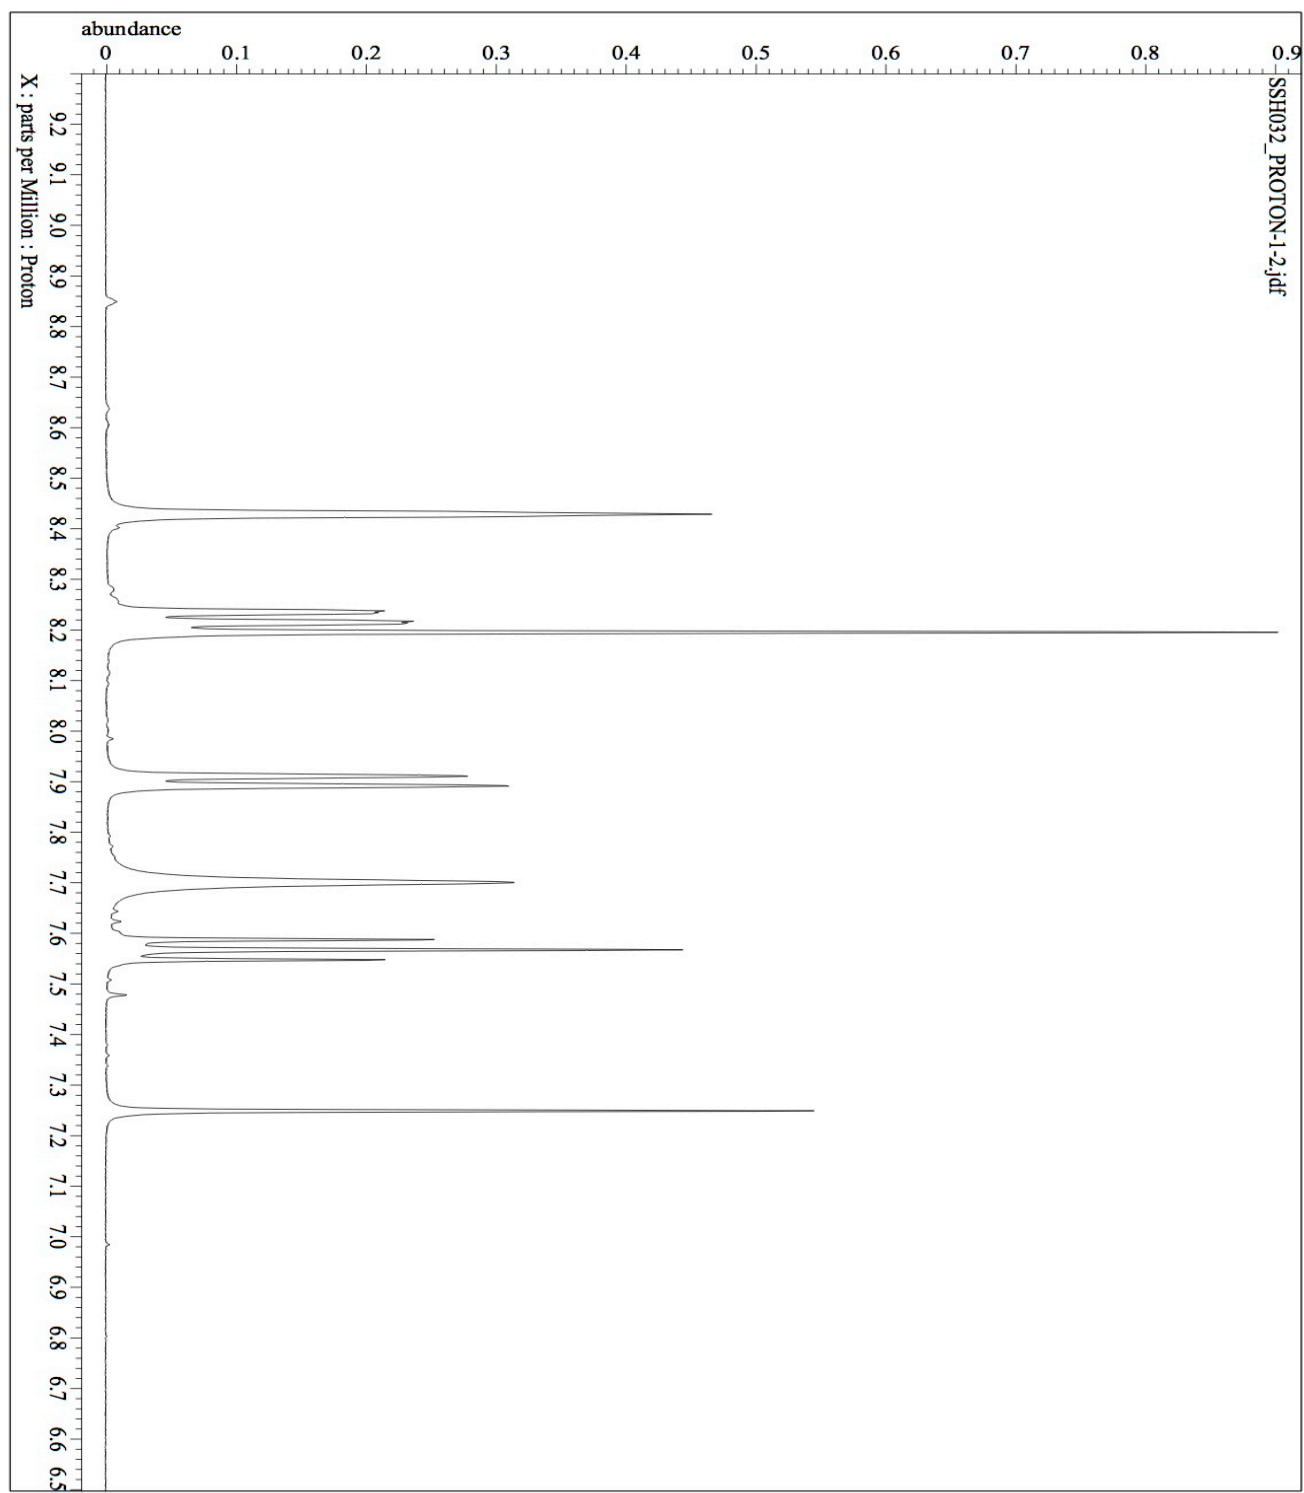 abundance
0 0.1 0.2 0.3 0.4 0.5 0.6 0.7 0.8 0.9
SSH032_PROTON-1-2.jdf
9.2 9.1 9.0 8.9 8.8 8.7 8.6 8.5 8.4 8.3 8.2 8.1 8.0 7.9 7.8 7.7 7.6 7.5 7.4 7.3 7.2 7.1 7.0 6.9 6.8 6.7 6.6 6.5
X : parts per Million : Proton